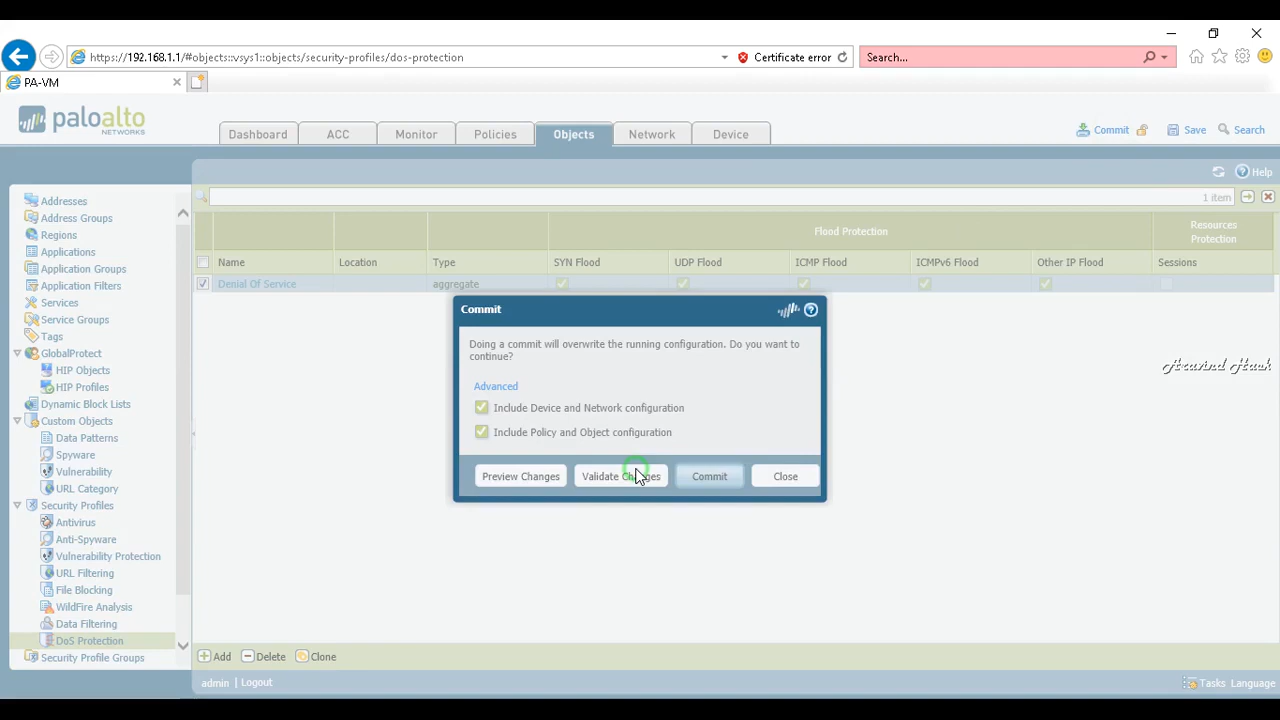 https://192.168.1.1/#objects::vsys1::objects/security-profiles/dos-protection
Certificate error
Search...
PA-VM
paloalto
NETWORKS
Dashboard
ACC
Monitor
Policies
Objects
Network
Device
Commit
Save
Search
Help
1 item
Addresses
Address Groups
Regions
Applications
Application Groups
Application Filters
Services
Service Groups
Tags
GlobalProtect
HIP Objects
HIP Profiles
Dynamic Block Lists
Custom Objects
Data Patterns
Spyware
Vulnerability
URL Category
Security Profiles
Antivirus
Anti-Spyware
Vulnerability Protection
URL Filtering
File Blocking
WildFire Analysis
Data Filtering
DoS Protection
Security Profile Groups
Flood Protection
Resources
Protection
Name
Location
Type
SYN Flood
UDP Flood
ICMP Flood
ICMPv6 Flood
Other IP Flood
Sessions
Denial Of Service
aggregate
Commit
Doing a commit will overwrite the running configuration. Do you want to
continue?
Advanced
Include Device and Network configuration
Include Policy and Object configuration
Preview Changes
Validate Changes
Commit
Close
Add
Delete
Clone
admin | Logout
Tasks
Language